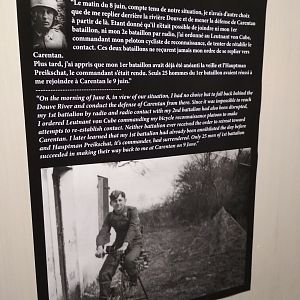 "Le matin du 8 juin, compte tenu de notre situation, je n'avais d'autre choix
que de me replier derrière la rivière Douve et de mener la défense de Carentan
à partir de là. Etant donné qu'il était impossible de joindre ni mon 1er
bataillon, ni mon 2e bataillon par radio, j'ai ordonné au Leutnant von Cube,
commandant mon peloton cycliste de reconnaissance, de tenter de rétablir le
contact. Ces deux bataillons ne reçurent jamais mon ordre de se replier vers
Carentan.
Plus tard, j'ai appris que mon 1er bataillon avait déjà été anéanti la veille et l'Hauptmann
Preikschat, le commandant s'était rendu. Seuls 25 hommes du 1er bataillon avaient réussi à
me rejoindre à Carentan le 9 juin."
"On the morning of June 8, in view of our situation, I had no choice but to fall back behind the
Douve River and conduct the defense of Carentan from there. Since it was impossible to reach
my 1st battalion by radio and radio contact with my 2nd battalion had also been disrupted,
I ordered Leutnant von Cube commanding my bicycle reconnaissance platoon to make
attempts to re-establish contact. Neither battalion ever received the order to retreat toward
Carentan. I later learned that my 1st battalion had already been annihilated the day before
and Hauptman Preikschat, it's commander, had surrendered. Only 25 men of 1st battalion
succeeded in making their way back to me at Carentan on 9 June."